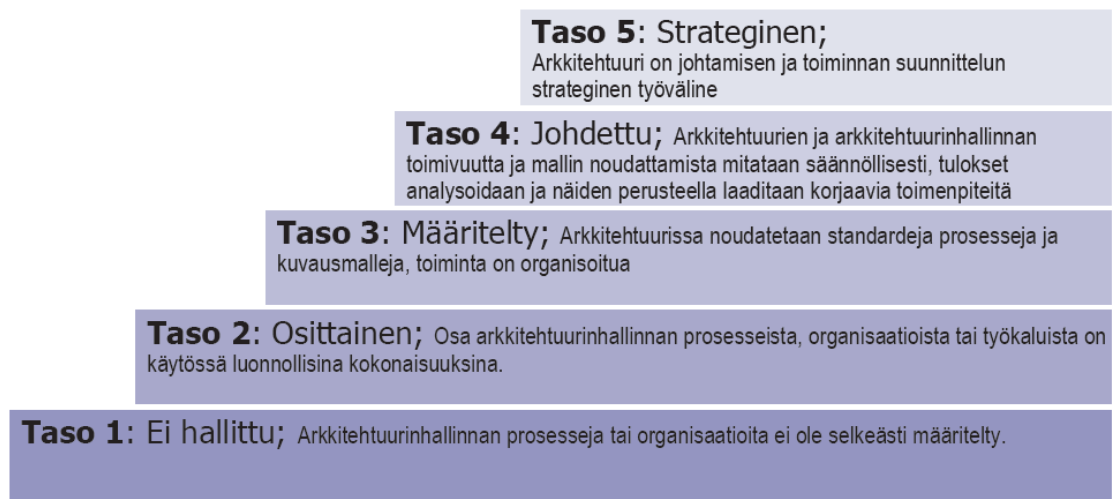 Taso 5: Strateginen;
Arkkitehtuuri on johtamisen ja toiminnan suunnittelun
strateginen työväline
Taso 4: Johdettu; Arkkitehtuurien ja arkkitehtuurinhallinnan
toimivuutta ja mallin noudattamista mitataan säännöllisesti, tulokset
analysoidaan ja näiden perusteella laaditaan korjaavia toimenpiteitä
Taso 3: Määritelty; Arkkitehtuurissa noudatetaan standardeja prosesseja ja
kuvausmalleja, toiminta on organisoitua
Taso 2: Osittainen; Osa arkkitehtuurinhallinnan prosesseista, organisaatioista tai työkaluista on
käytössä luonnollisina kokonaisuuksina.
Taso 1: Ei hallittu; Arkkitehtuurinhallinnan prosesseja tai organisaatioita ei ole selkeästi määritelty.